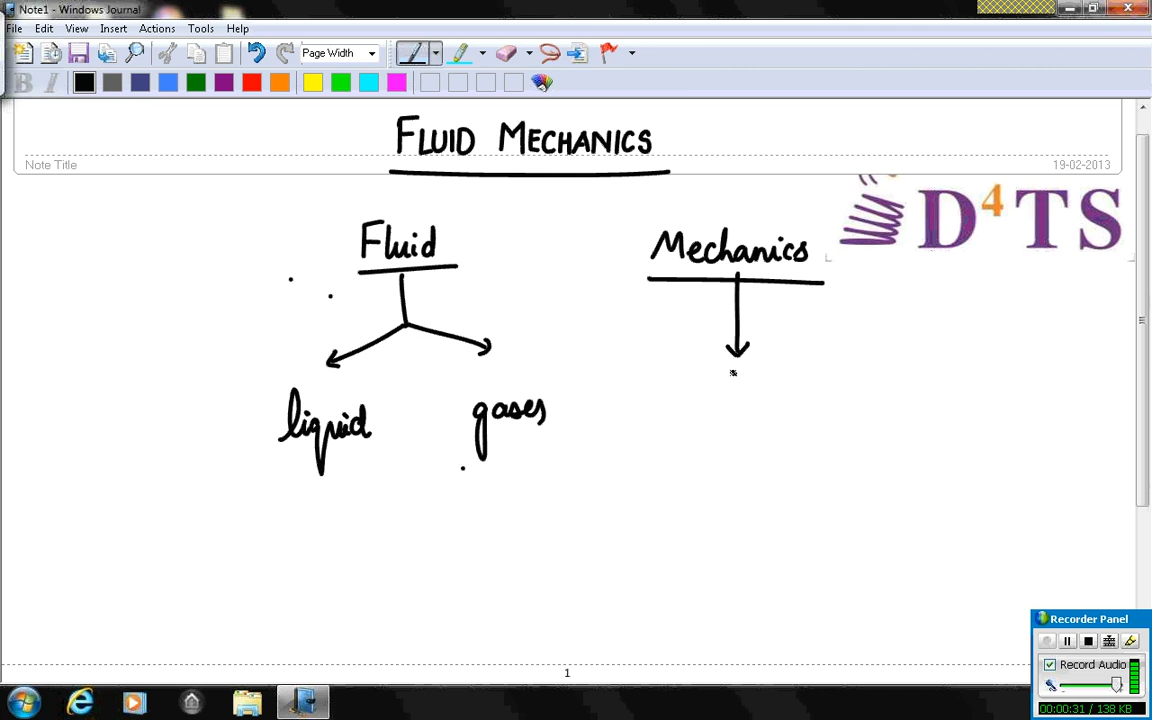 Note1 - Windows Journal
File Edit View Insert Actions Tools Help
Page Width
B I
FLUID MECHANICS
Note Title
19-02-2013
D4TS
Fluid
Mechanics
liquid
gases
1
Recorder Panel
Record Audio
00:00:31 / 138 KB